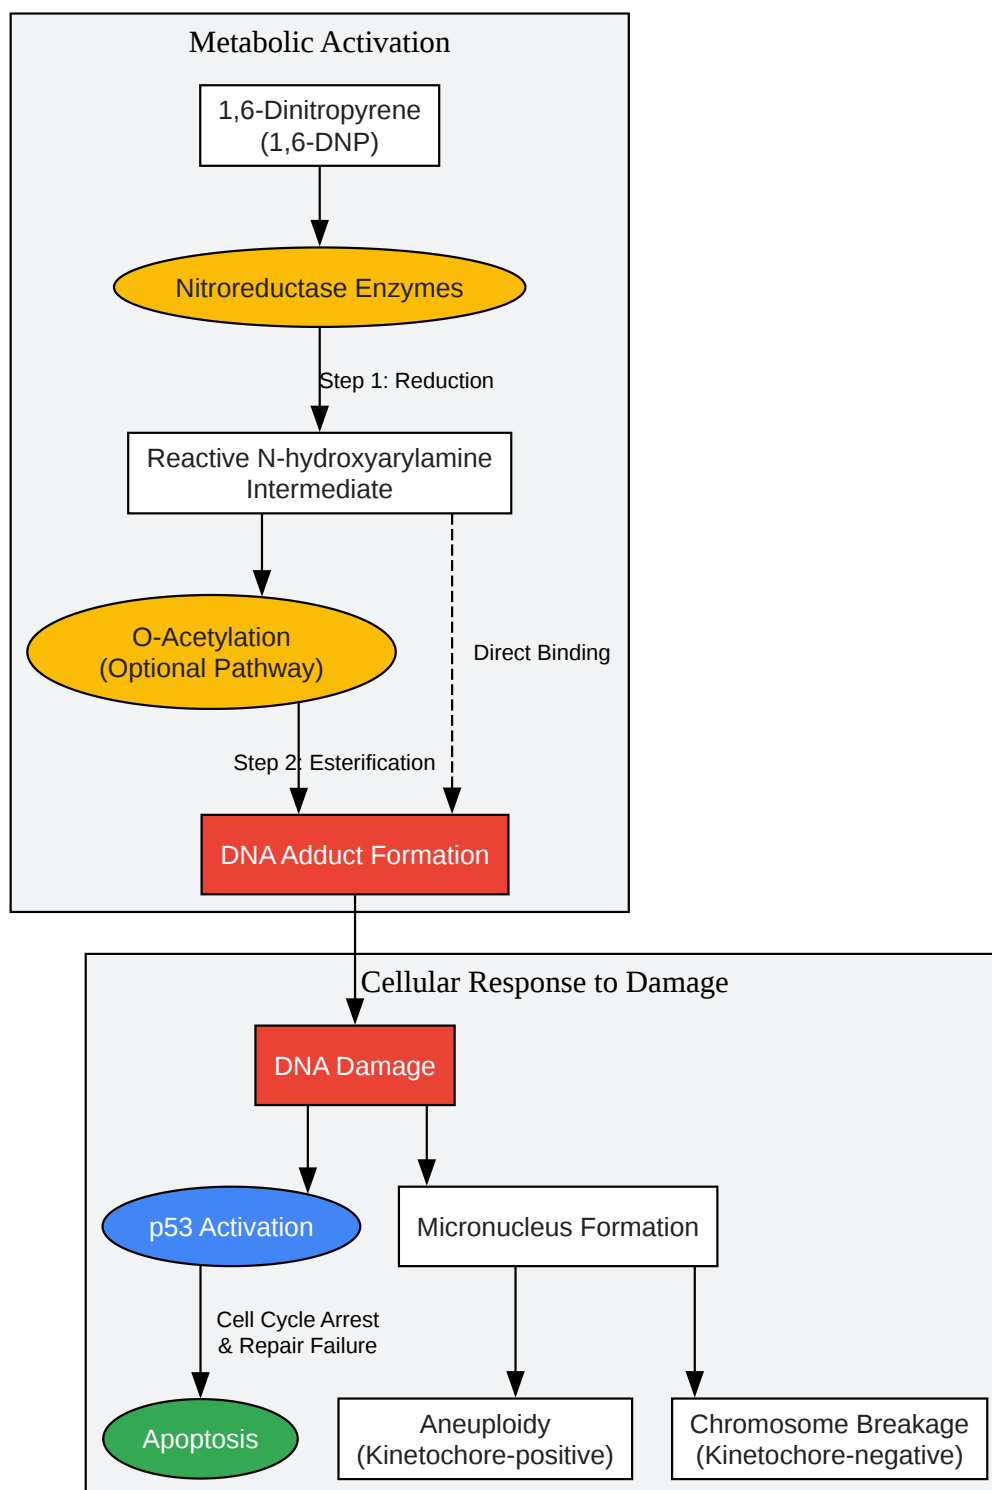 Metabolic Activation
1,6-Dinitropyrene
(1,6-DNP)
Nitroreductase Enzymes
Step 1: Reduction
Reactive N-hydroxyarylamine
Intermediate
O-Acetylation
(Optional Pathway)
Direct Binding
Step 2: Esterification
DNA Adduct Formation
Cellular Response to Damage
DNA Damage
p53 Activation
Micronucleus Formation
Cell Cycle Arrest
& Repair Failure
Apoptosis
Aneuploidy
(Kinetochore-positive)
Chromosome Breakage
(Kinetochore-negative)